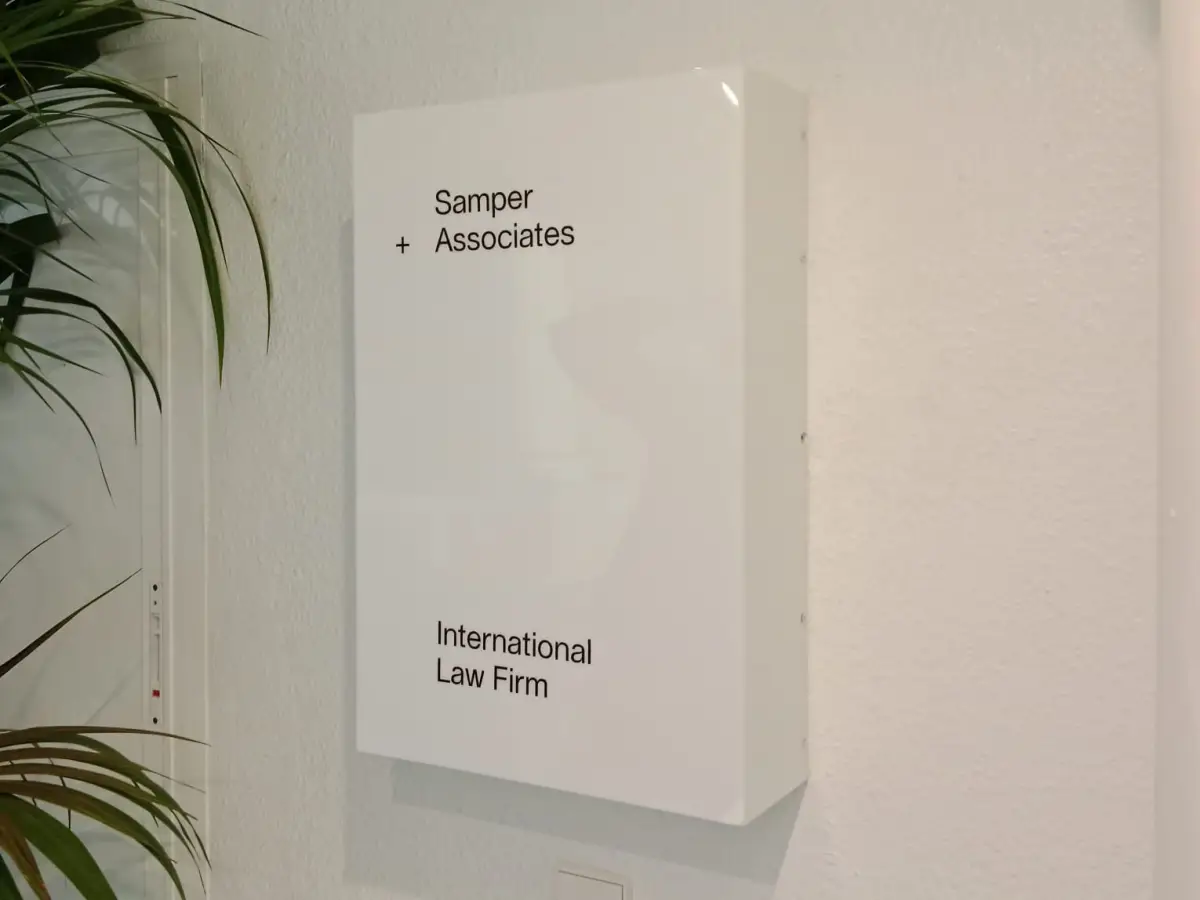 Samper
+ Associates
International
Law Firm